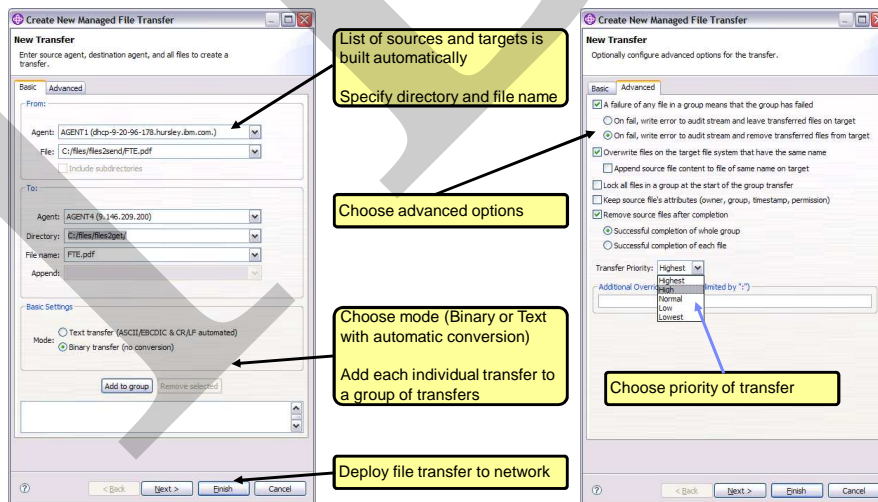 Create New Managed File Transfer
New Transfer
Enter source agent, destination agent, and all files to create a
transfer.
Basic Advanced
From:
Agent: AGENT1 (dhcp-9-20-96-178.hursley.ibm.com.)
File: C:/files/files2send/FTE.pdf
Include subdirectories
To:
Agent: AGENT4 (9.146.209.200)
Directory: C:/files/files2get/
File name: FTE.pdf
Append:
Basic Settings
Mode:
Text transfer (ASCII/EBCDIC & CR/LF automated)
Binary transfer (no conversion)
Add to group Remove selected
< Back Next > Finish Cancel
List of sources and targets is
built automatically
Specify directory and file name
Choose advanced options
Choose mode (Binary or Text
with automatic conversion)
Add each individual transfer to
a group of transfers
Deploy file transfer to network
Create New Managed File Transfer
New Transfer
Optionally configure advanced options for the transfer.
Basic Advanced
A failure of any file in a group means that the group has failed
On fail, write error to audit stream and leave transferred files on target
On fail, write error to audit stream and remove transferred files from target
Overwrite files on the target file system that have the same name
Append source file content to file of same name on target
Lock all files in a group at the start of the group transfer
Keep source file's attributes (owner, group, timestamp, permission)
Remove source files after completion
Successful completion of whole group
Successful completion of each file
Transfer Priority: Highest
Highest
High
Normal
Low
Lowest
Additional limited by ":")
Choose priority of transfer
< Back Next > Finish Cancel